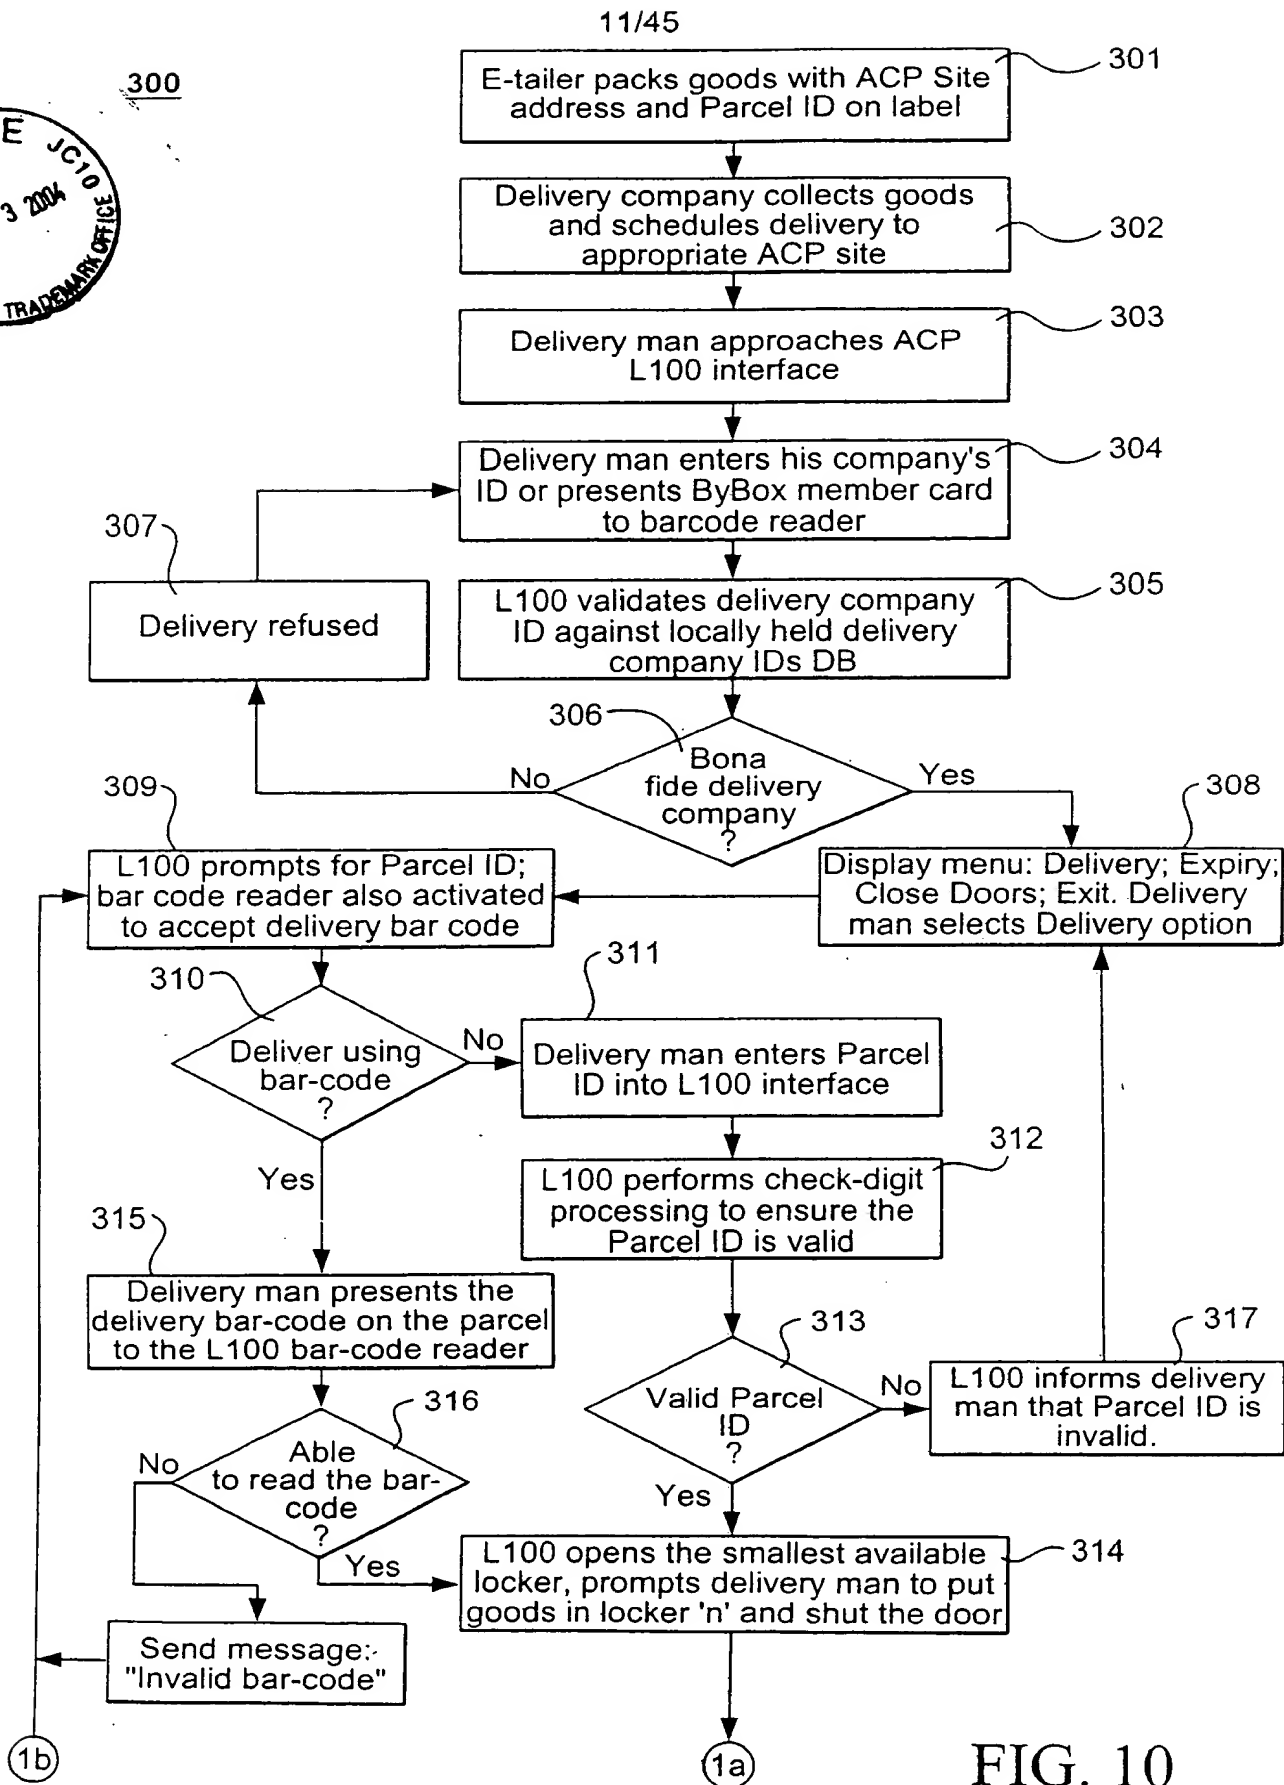 11/45
300
E JC10
3 2004
TRADEMARK OFFICE
301
E-tailer packs goods with ACP Site
address and Parcel ID on label
302
Delivery company collects goods
and schedules delivery to
appropriate ACP site
303
Delivery man approaches ACP
L100 interface
304
Delivery man enters his company's
ID or presents ByBox member card
to barcode reader
307
Delivery refused
305
L100 validates delivery company
ID against locally held delivery
company IDs DB
306
Bona
fide delivery
company
?
No
Yes
308
Display menu: Delivery; Expiry;
Close Doors; Exit. Delivery
man selects Delivery option
309
L100 prompts for Parcel ID;
bar code reader also activated
to accept delivery bar code
310
Deliver using
bar-code
?
No
Yes
311
Delivery man enters Parcel
ID into L100 interface
312
L100 performs check-digit
processing to ensure the
Parcel ID is valid
315
Delivery man presents the
delivery bar-code on the parcel
to the L100 bar-code reader
313
Valid Parcel
ID
?
No
Yes
317
L100 informs delivery
man that Parcel ID is
invalid.
316
Able
to read the bar-
code
?
No
Yes
314
L100 opens the smallest available
locker, prompts delivery man to put
goods in locker 'n' and shut the door
Send message:
"Invalid bar-code"
1b
1a
FIG. 10